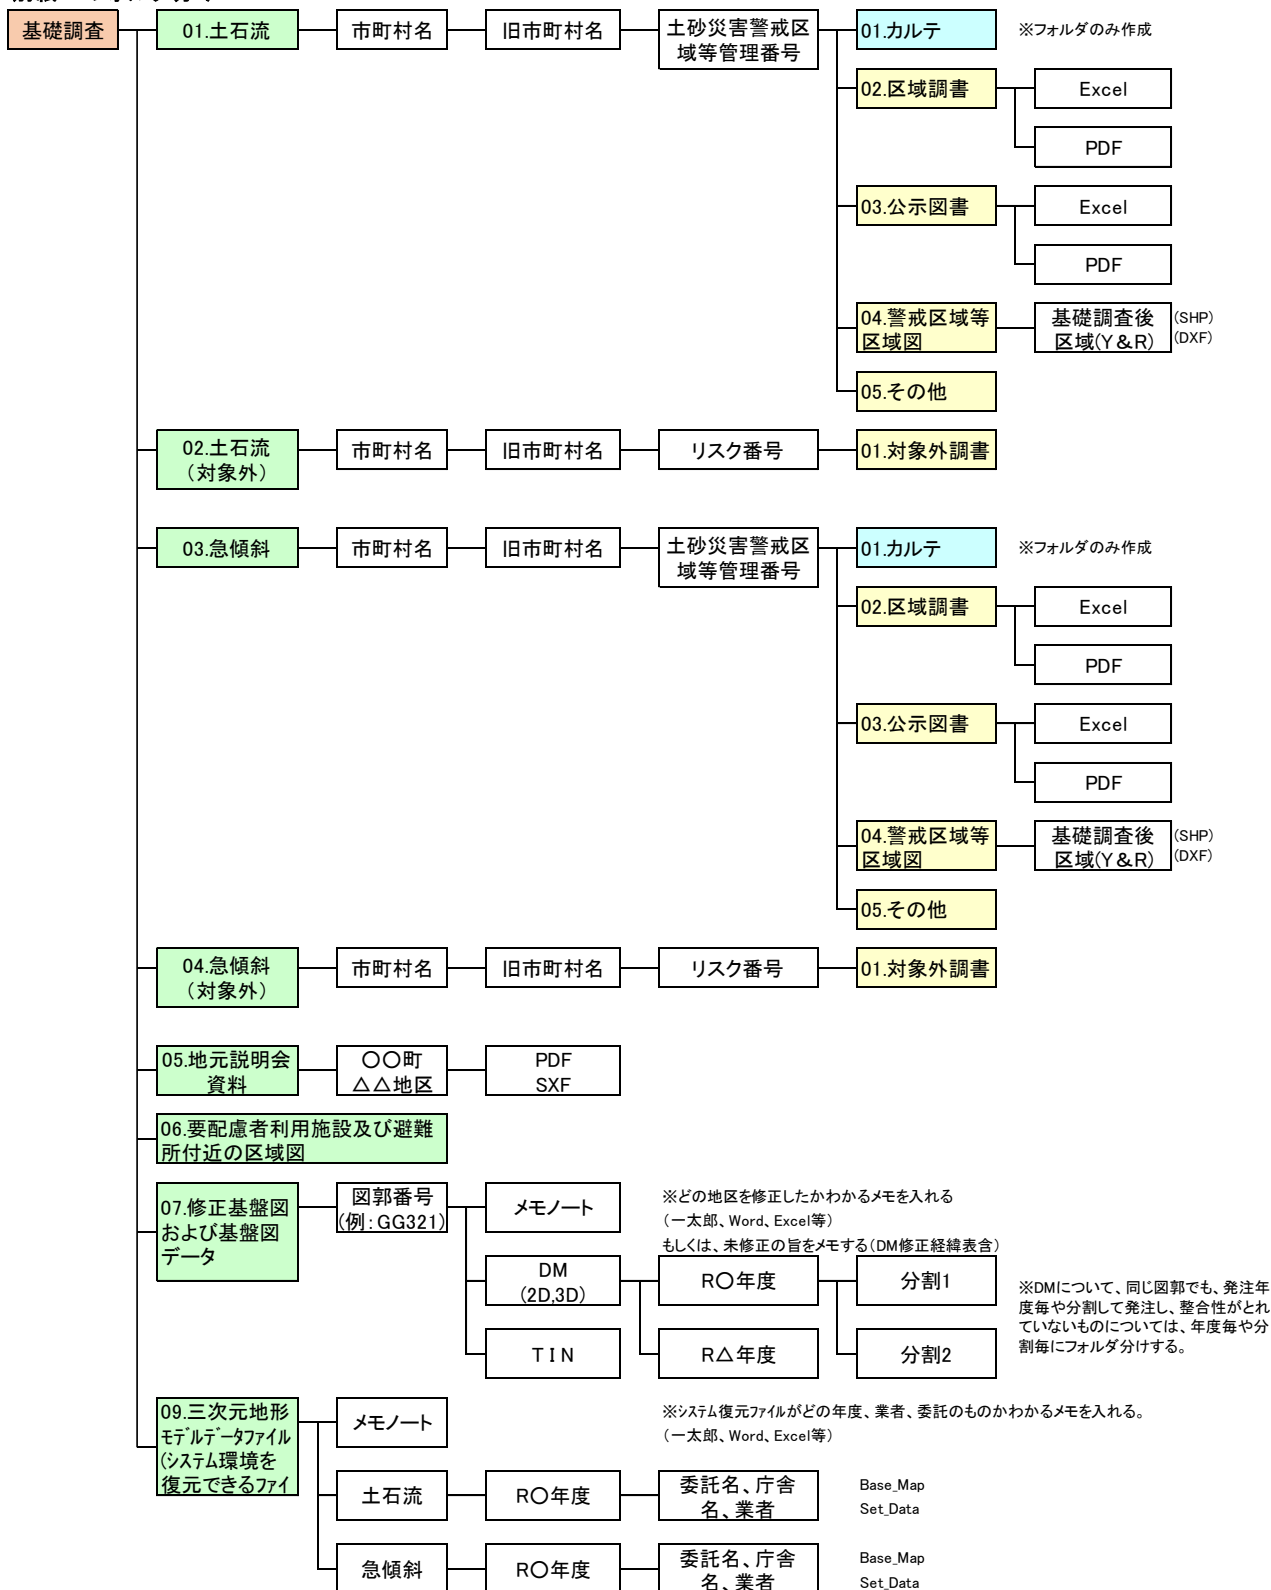 基礎調査
01.土石流
市町村名
旧市町村名
土砂災害警戒区
域等管理番号
01.カルテ
※フォルダのみ作成
02.区域調書
Excel
PDF
03.公示図書
Excel
PDF
04.警戒区域等
区域図
基礎調査後
区域(Y&R)
(SHP)
(DXF)
05.その他
02.土石流
(対象外)
市町村名
旧市町村名
リスク番号
01.対象外調書
03.急傾斜
市町村名
旧市町村名
土砂災害警戒区
域等管理番号
01.カルテ
※フォルダのみ作成
02.区域調書
Excel
PDF
03.公示図書
Excel
PDF
04.警戒区域等
区域図
基礎調査後
区域(Y&R)
(SHP)
(DXF)
05.その他
04.急傾斜
(対象外)
市町村名
旧市町村名
リスク番号
01.対象外調書
05.地元説明会
資料
〇〇町
△△地区
PDF
SXF
06.要配慮者利用施設及び避難
所付近の区域図
07.修正基盤図
および基盤図
データ
図郭番号
(例:GG321)
メモノート
※どの地区を修正したかわかるメモを入れる
(一太郎、Word、Excel等)
もしくは、未修正の旨をメモする(DM修正経緯表含)
DM
(2D,3D)
R〇年度
分割1
※DMについて、同じ図郭でも、発注年
度毎や分割して発注し、整合性がとれ
ていないものについては、年度毎や分
割毎にフォルダ分けする。
TIN
R△年度
分割2
09.三次元地形
モデルデータファイル
(システム環境を
復元できるファイ
メモノート
※システム復元ファイルがどの年度、業者、委託のものかわかるメモを入れる。
(一太郎、Word、Excel等)
土石流
R〇年度
委託名、庁舎
名、業者
Base_Map
Set_Data
急傾斜
R〇年度
委託名、庁舎
名、業者
Base_Map
Set_Data